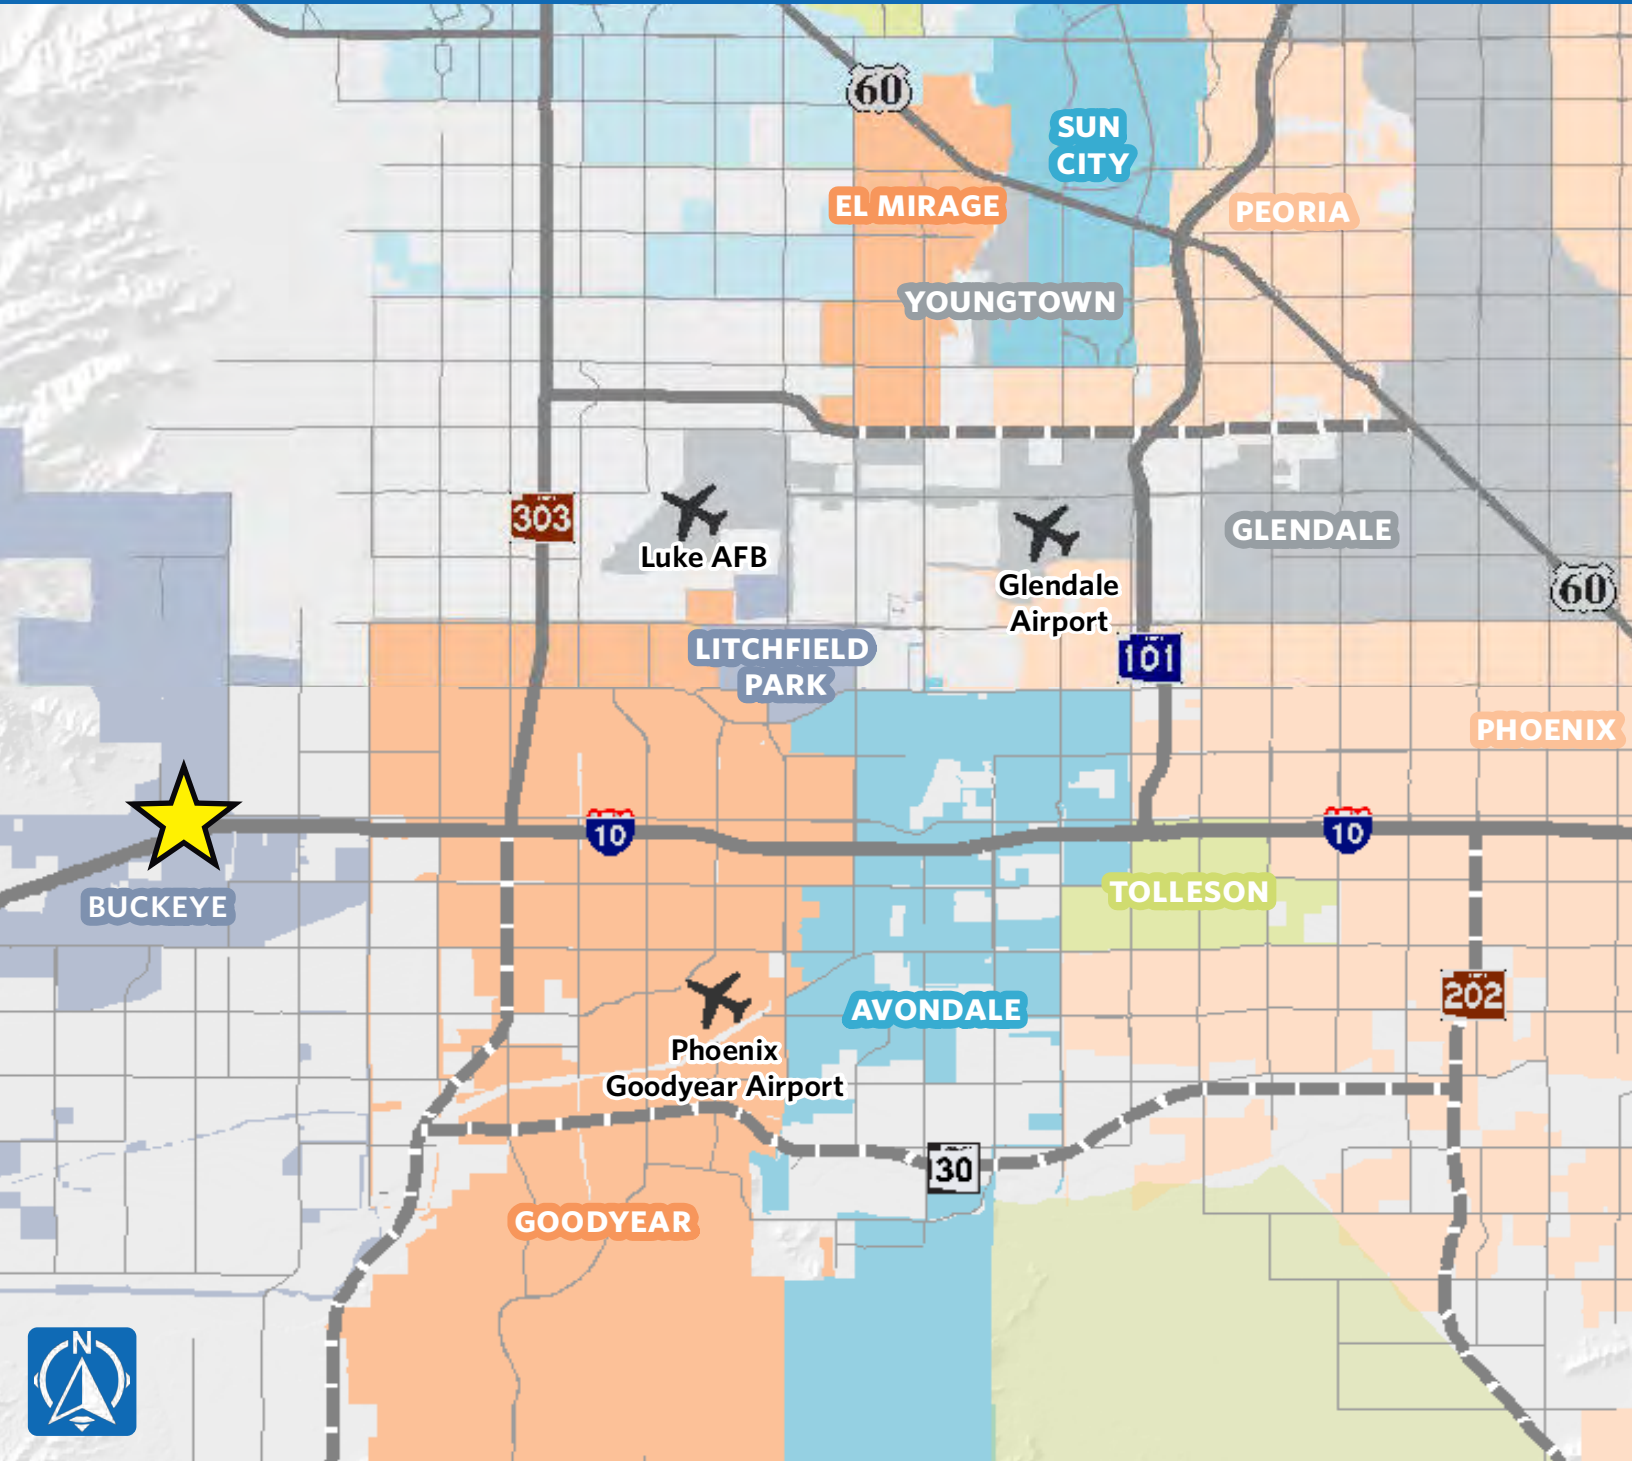 60
SUN
CITY
EL MIRAGE
PEORIA
YOUNGTOWN
303
Luke AFB
GLENDALE
Glendale
Airport
60
LITCHFIELD
PARK
101
PHOENIX
10
10
BUCKEYE
TOLLESON
202
AVONDALE
Phoenix
Goodyear Airport
30
GOODYEAR
N